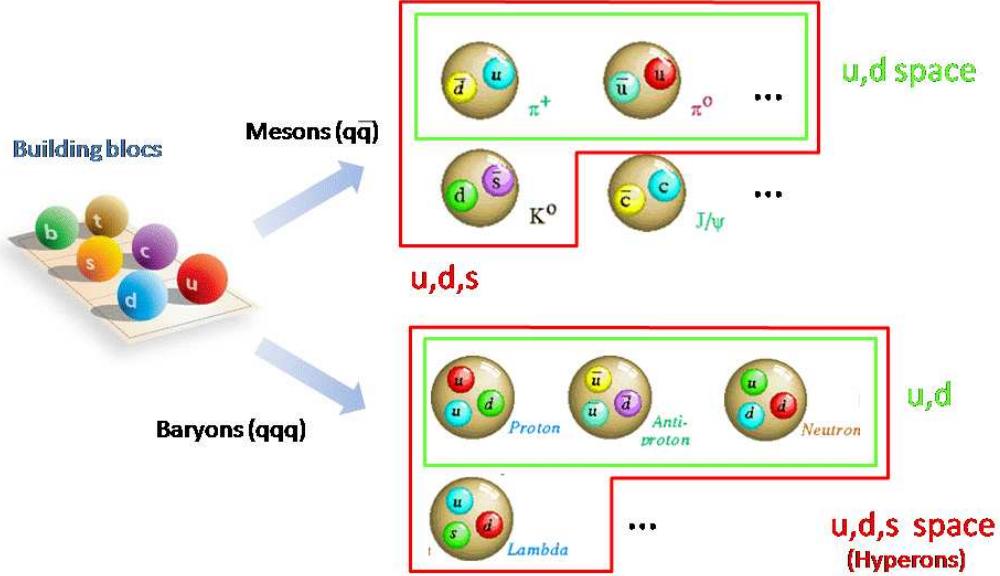 u,d space
d̅ u π⁺
u̅ u π⁰ ...
Mesons (qq̅)
Building blocs
d s̅ K⁰
c̅ c J/ψ ...
b t
s c
d u
u,d,s
u,d
u u d Proton
u̅ u̅ d̅ Anti-
proton
u d d Neutron
Baryons (qqq)
u s d Lambda
...
u,d,s space
(Hyperons)